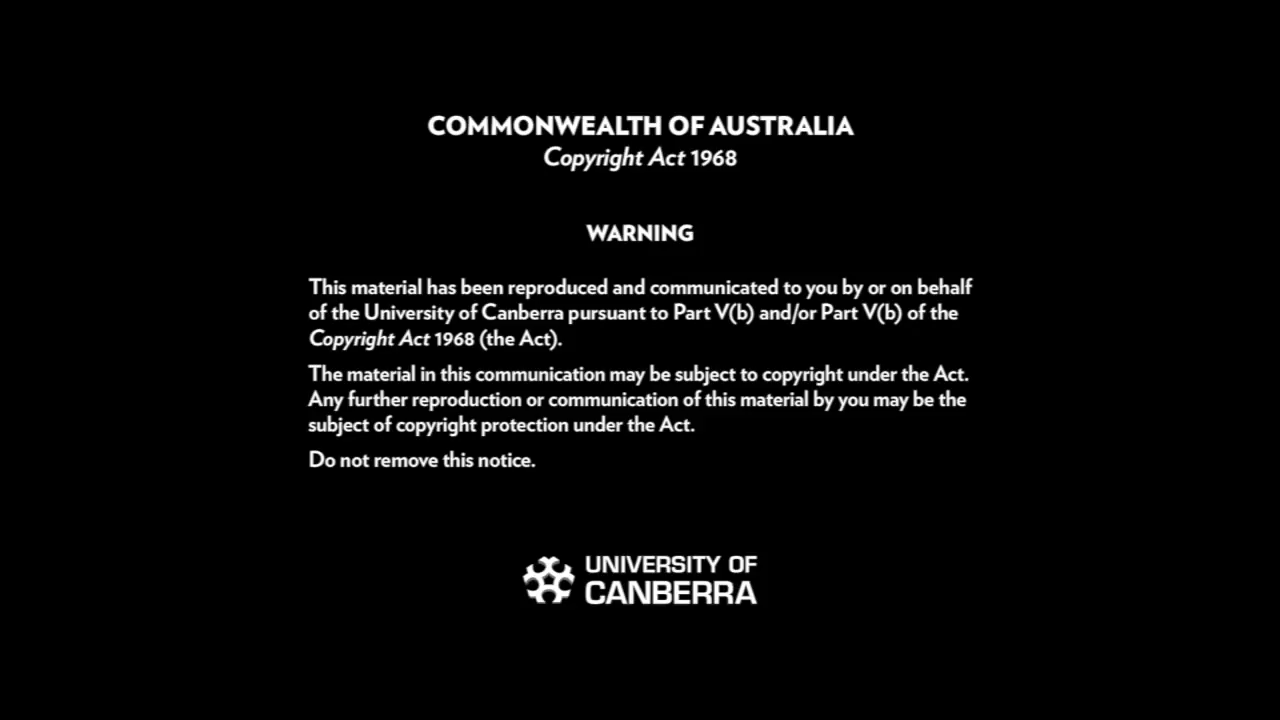 COMMONWEALTH OF AUSTRALIA
Copyright Act 1968
WARNING
This material has been reproduced and communicated to you by or on behalf
of the University of Canberra pursuant to Part V(b) and/or Part V(b) of the
Copyright Act 1968 (the Act).
The material in this communication may be subject to copyright under the Act.
Any further reproduction or communication of this material by you may be the
subject of copyright protection under the Act.
Do not remove this notice.
UNIVERSITY OF
CANBERRA